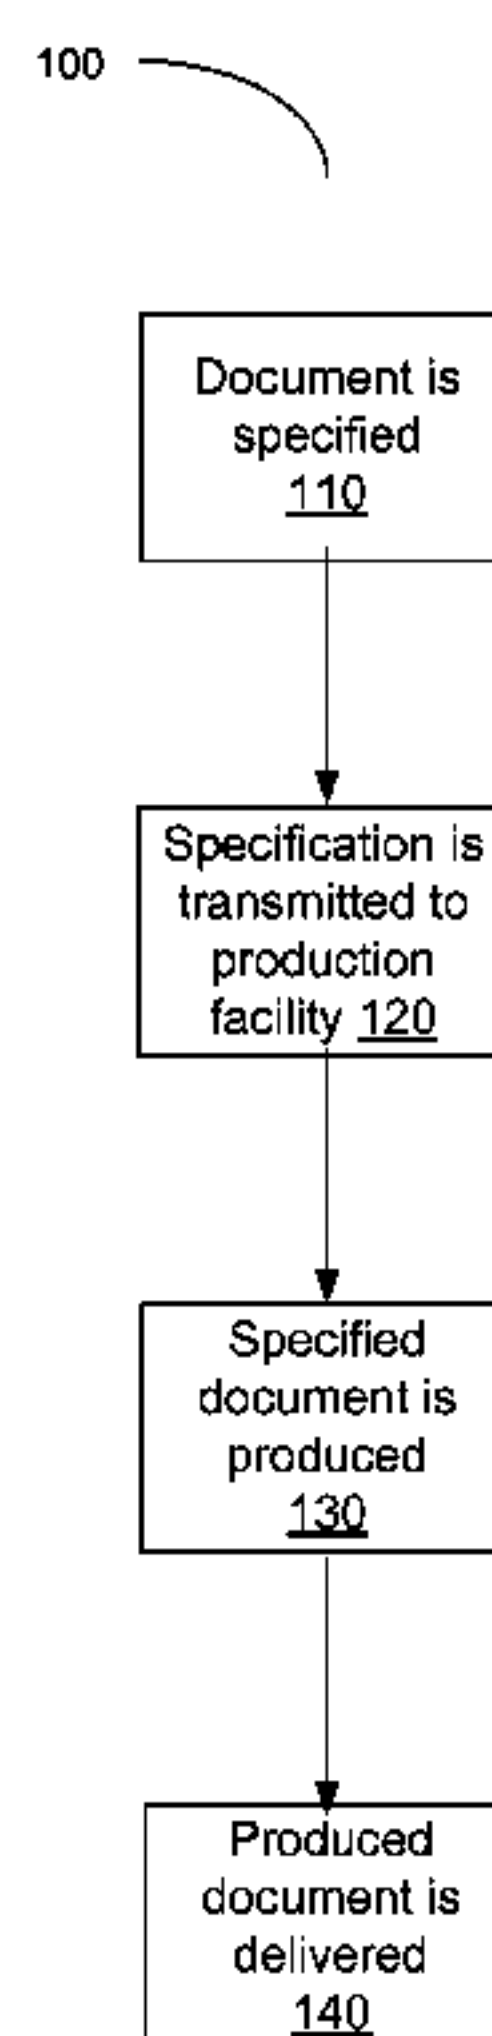 100
Document is
specified
110
Specification is
transmitted to
production
facility 120
Specified
document is
produced
130
Produced
document is
delivered
140